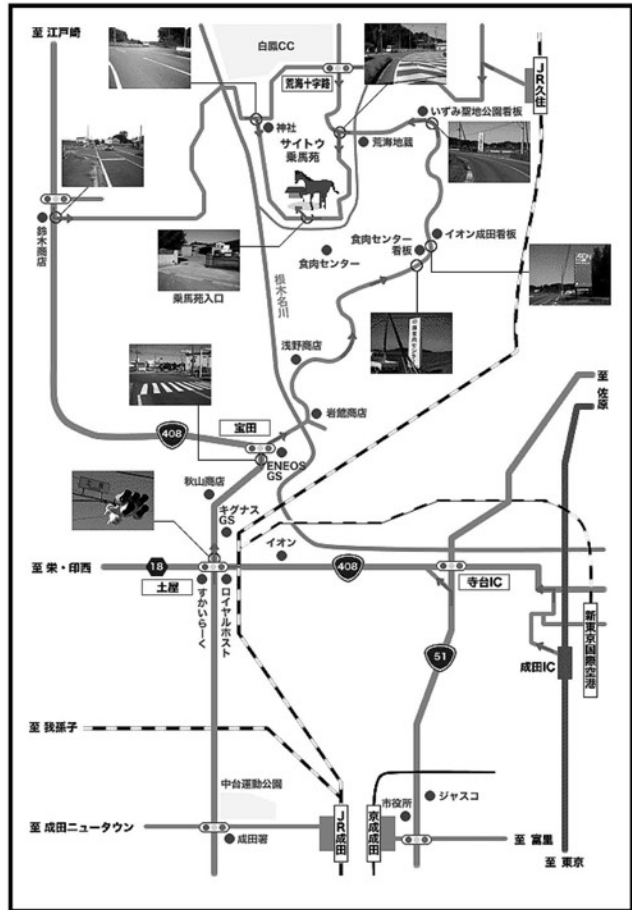 至 江戸崎
白鳳CC
荒海十字路
JR久住
神社
いずみ聖地公園看板
サイトウ
乗馬苑
荒海地蔵
鈴木商店
食肉センター
看板
イオン成田看板
食肉センター
乗馬苑入口
根木名川
浅野商店
至 佐原
岩館商店
408
宝田
ENEOS
GS
秋山商店
キグナス
GS
イオン
至 栄・印西
18
408
土屋
寺台IC
すかいらーく
ロイヤルホスト
51
成田IC
新東京国際空港
至 我孫子
中台運動公園
市役所
ジャスコ
至 成田ニュータウン
JR成田
京成成田
成田署
至 富里
至 東京